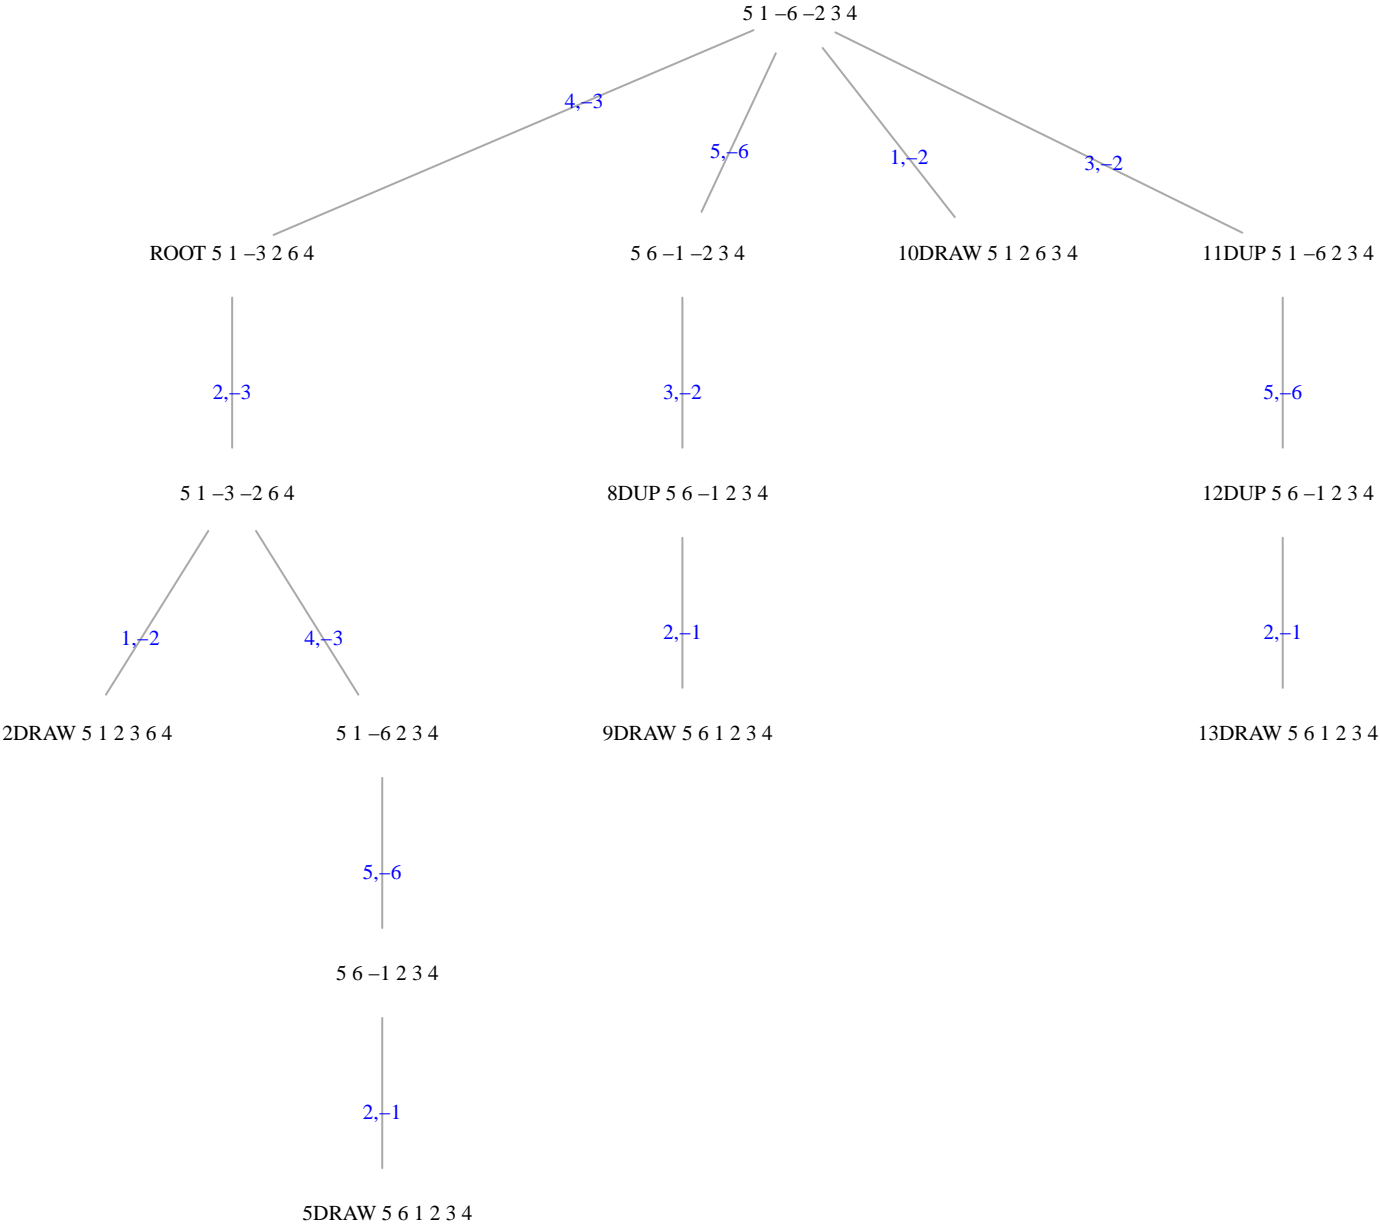 5 1 –6 –2 3 4
4,–3
5,–6
1,–2
3,–2
ROOT 5 1 –3 2 6 4
5 6 –1 –2 3 4
10DRAW 5 1 2 6 3 4
11DUP 5 1 –6 2 3 4
2,–3
3,–2
5,–6
5 1 –3 –2 6 4
8DUP 5 6 –1 2 3 4
12DUP 5 6 –1 2 3 4
1,–2
4,–3
2,–1
2,–1
2DRAW 5 1 2 3 6 4
5 1 –6 2 3 4
9DRAW 5 6 1 2 3 4
13DRAW 5 6 1 2 3 4
5,–6
5 6 –1 2 3 4
2,–1
5DRAW 5 6 1 2 3 4